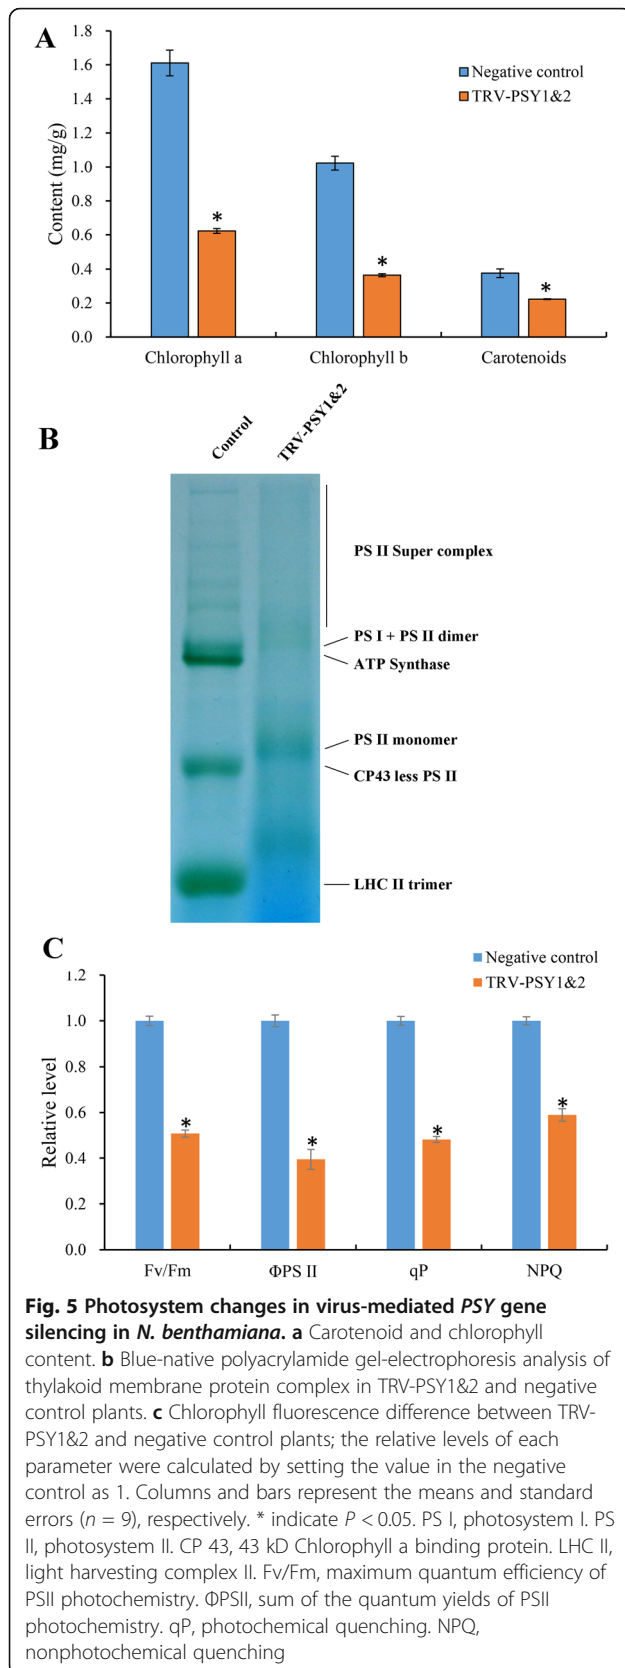 A
Negative control
TRV-PSY1&2
Content (mg/g)
1.8
1.6
1.4
1.2
1.0
0.8
0.6
0.4
0.2
0.0
*
*
*
Chlorophyll a
Chlorophyll b
Carotenoids
B
Control
TRV-PSY1&2
PS II Super complex
PS I + PS II dimer
ATP Synthase
PS II monomer
CP43 less PS II
LHC II trimer
C
Negative control
TRV-PSY1&2
Relative level
1.2
1.0
0.8
0.6
0.4
0.2
0.0
*
*
*
*
Fv/Fm
ΦPS II
qP
NPQ
Fig. 5 Photosystem changes in virus-mediated PSY gene
silencing in N. benthamiana. a Carotenoid and chlorophyll
content. b Blue-native polyacrylamide gel-electrophoresis analysis of
thylakoid membrane protein complex in TRV-PSY1&2 and negative
control plants. c Chlorophyll fluorescence difference between TRV-
PSY1&2 and negative control plants; the relative levels of each
parameter were calculated by setting the value in the negative
control as 1. Columns and bars represent the means and standard
errors (n = 9), respectively. * indicate P < 0.05. PS I, photosystem I. PS
II, photosystem II. CP 43, 43 kD Chlorophyll a binding protein. LHC II,
light harvesting complex II. Fv/Fm, maximum quantum efficiency of
PSII photochemistry. ΦPSII, sum of the quantum yields of PSII
photochemistry. qP, photochemical quenching. NPQ,
nonphotochemical quenching